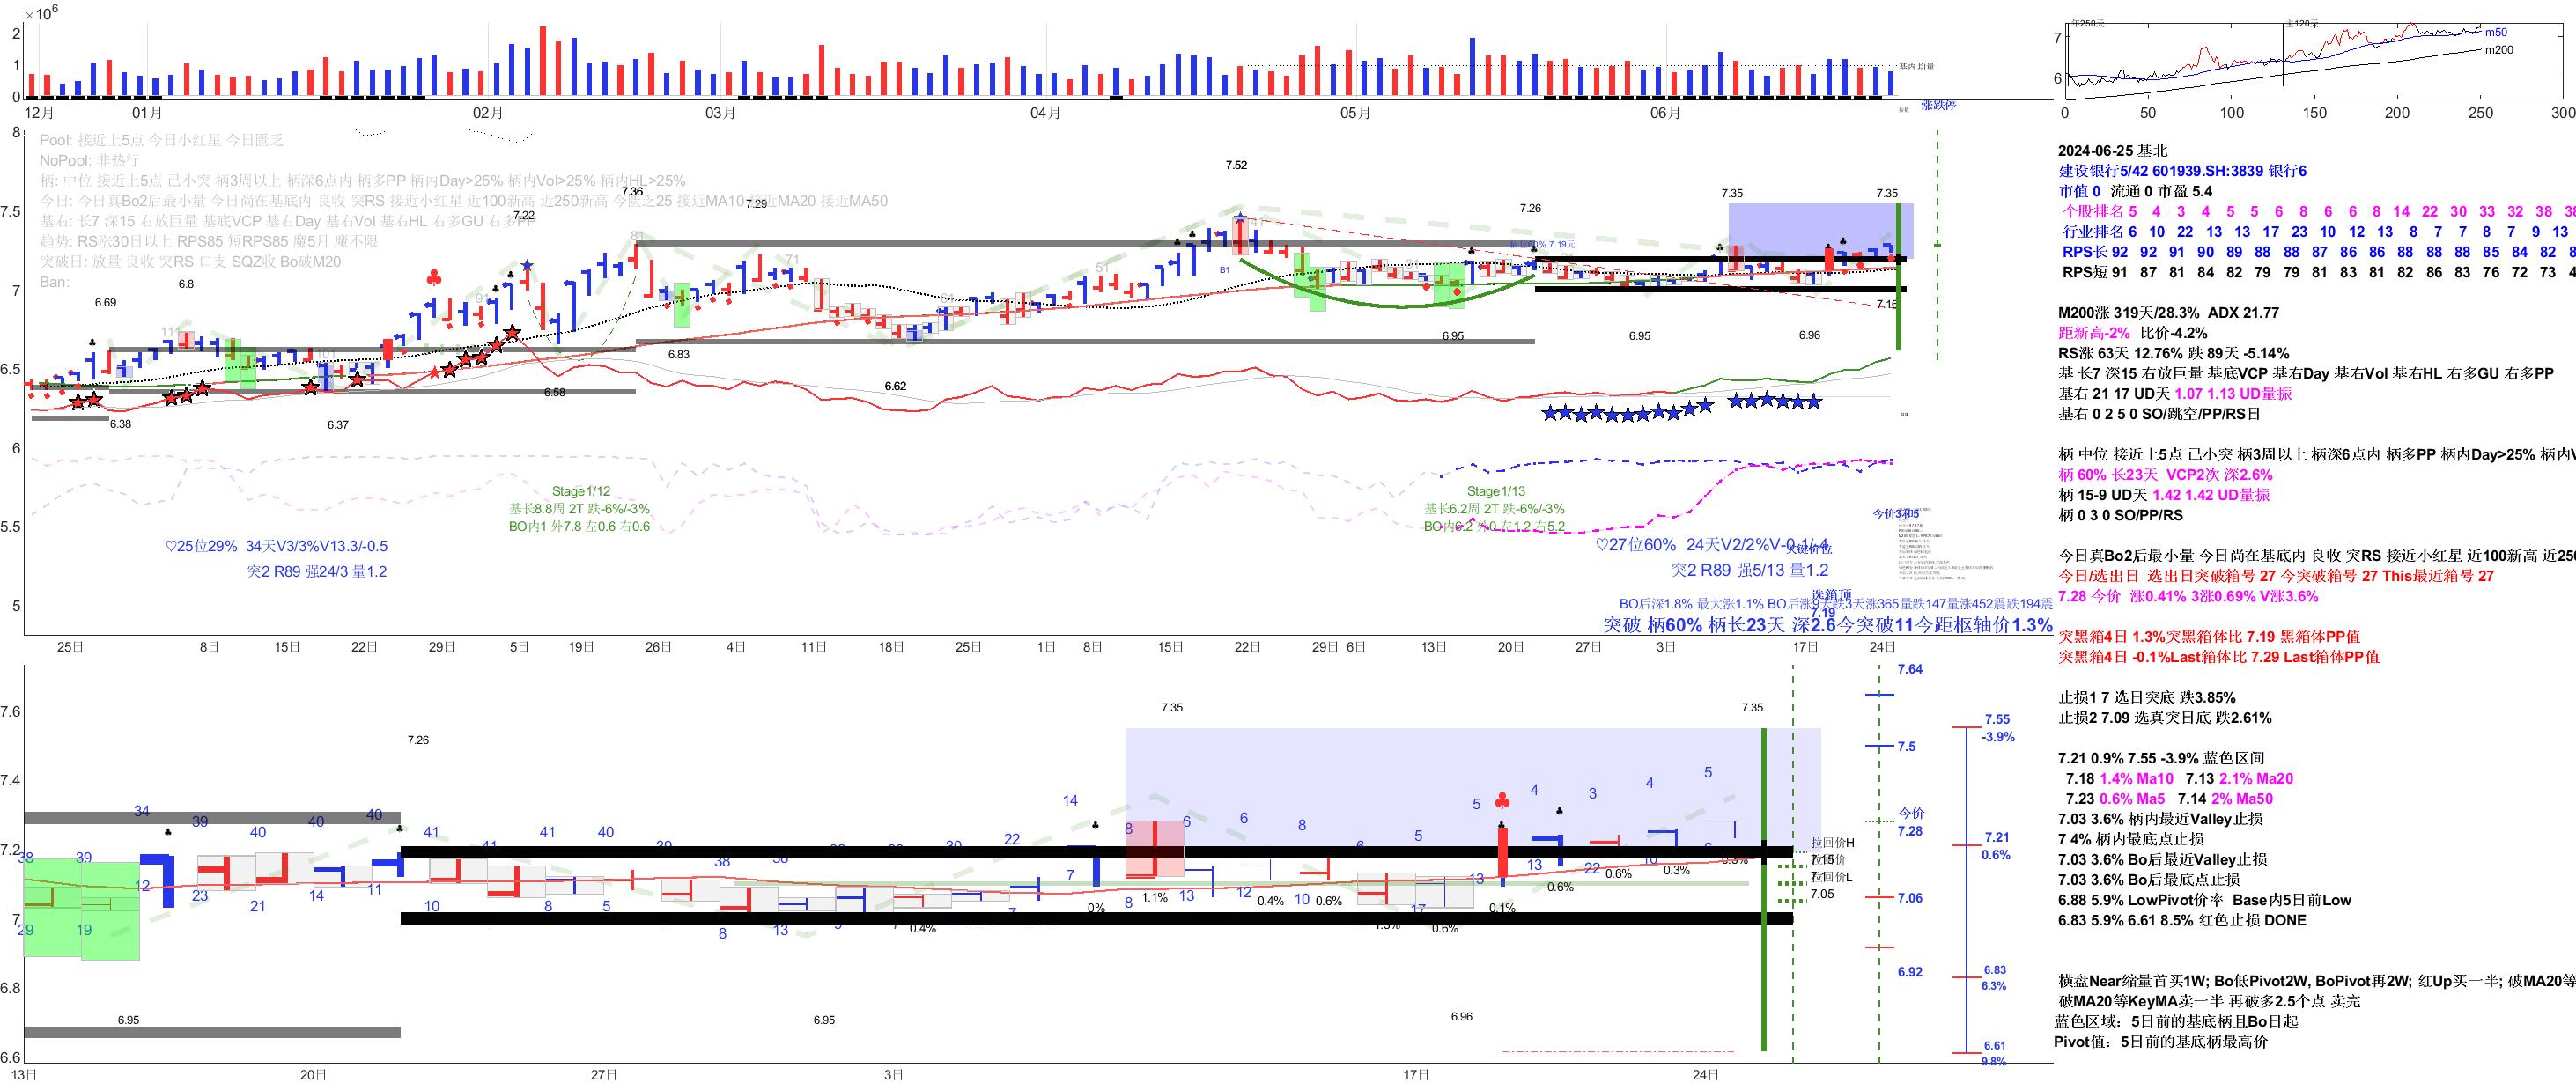 ×10⁶
2
1
0
基内均量
涨跌停
12月 01月 02月 03月 04月 05月 06月
年250天 主120天
7
6
m50
m200
0 50 100 150 200 250 300
8
7.5
7
6.5
6
5.5
5
Pool: 接近上5点 今日小红星 今日匮乏
NoPool: 非热行
柄: 中位 接近上5点 己小突 柄3周以上 柄深6点内 柄多PP 柄内Day>25% 柄内Vol>25% 柄内HL>25%
今日: 今日真Bo2后最小量 今日尚在基底内 良收 突RS 接近小红星 近100新高 近250新高 今匮乏25 接近MA10 接近MA20 接近MA50
基右: 长7 深15 右放巨量 基底VCP 基右Day 基右Vol 基右HL 右多GU 右多PP
趋势: RS涨30日以上 RPS85 短RPS85 魔5月 魔不限
突破日: 放量 良收 突RS 口支 SQZ收 Bo破M20
Ban:
6.69
6.8
7.22
7.36
7.29
7.52
7.26
7.35
7.35
6.38
6.37
6.58
6.83
6.62
6.95
6.95
6.96
7.16
B1
Stage1/12
基长8.8周 2T 跌-6%/-3%
BO内1 外7.8 左0.6 右0.6
Stage1/13
基长6.2周 2T 跌-6%/-3%
BO内6.2 外0 左1.2 右5.2
♡25位29% 34天V3/3%V13.3/-0.5
突2 R89 强24/3 量1.2
♡27位60% 24天V2/2%V-0.1/-4
突2 R89 强5/13 量1.2
今价3和5
关键价位
选箱顶
7.19
BO后深1.8% 最大涨1.1% BO后涨9天跌3天涨365量跌147量涨452震跌194震
突破 柄60% 柄长23天 深2.6今突破11今距枢轴价1.3%
25日 8日 15日 22日 29日 5日 19日 26日 4日 11日 18日 25日 1日 8日 15日 22日 29日 6日 13日 20日 27日 3日 17日 24日
7.6
7.4
7.2
7
6.8
6.6
7.26
7.35
7.35
34 39 40 40 40 41 41 41 40 39 38
22 14 8 6 6 8 6 5 5 4 3 4 5
38 39 12 23 21 14 11 10 8 5
29 19
8 13
7 8 13 12 10 17 13 13 22
0.4% 0% 1.1% 0.4% 0.6% 0.6% 0.1% 0.6% 0.6% 0.3% 0.3%
6.95
6.95
6.96
拉回价H
7.15
拉回价L
7.05
7.64
7.5
今价
7.28
7.06
6.92
7.55
-3.9%
7.21
0.6%
6.83
6.3%
6.61
9.8%
13日 20日 27日 3日 17日 24日
2024-06-25 基北
建设银行5/42 601939.SH:3839 银行6
市值 0 流通 0 市盈 5.4
个股排名 5 4 3 4 5 5 6 8 6 6 8 14 22 30 33 32 38 38
行业排名 6 10 22 13 13 17 23 10 12 13 8 7 7 8 7 9 13
RPS长 92 92 91 90 89 88 88 87 86 86 88 88 88 85 84 82 8
RPS短 91 87 81 84 82 79 79 81 83 81 82 86 83 76 72 73 4
M200涨 319天/28.3% ADX 21.77
距新高-2% 比价-4.2%
RS涨 63天 12.76% 跌 89天 -5.14%
基 长7 深15 右放巨量 基底VCP 基右Day 基右Vol 基右HL 右多GU 右多PP
基右 21 17 UD天 1.07 1.13 UD量振
基右 0 2 5 0 SO/跳空/PP/RS日
柄 中位 接近上5点 己小突 柄3周以上 柄深6点内 柄多PP 柄内Day>25% 柄内V
柄 60% 长23天 VCP2次 深2.6%
柄 15-9 UD天 1.42 1.42 UD量振
柄 0 3 0 SO/PP/RS
今日真Bo2后最小量 今日尚在基底内 良收 突RS 接近小红星 近100新高 近250
今日/选出日 选出日突破箱号 27 今突破箱号 27 This最近箱号 27
7.28 今价 涨0.41% 3涨0.69% V涨3.6%
突黑箱4日 1.3%突黑箱体比 7.19 黑箱体PP值
突黑箱4日 -0.1%Last箱体比 7.29 Last箱体PP值
止损1 7 选日突底 跌3.85%
止损2 7.09 选真突日底 跌2.61%
7.21 0.9% 7.55 -3.9% 蓝色区间
7.18 1.4% Ma10 7.13 2.1% Ma20
7.23 0.6% Ma5 7.14 2% Ma50
7.03 3.6% 柄内最近Valley止损
7 4% 柄内最底点止损
7.03 3.6% Bo后最近Valley止损
7.03 3.6% Bo后最底点止损
6.88 5.9% LowPivot价率 Base内5日前Low
6.83 5.9% 6.61 8.5% 红色止损 DONE
横盘Near缩量首买1W; Bo低Pivot2W, BoPivot再2W; 红Up买一半; 破MA20等
破MA20等KeyMA卖一半 再破多2.5个点 卖完
蓝色区域: 5日前的基底柄且Bo日起
Pivot值: 5日前的基底柄最高价